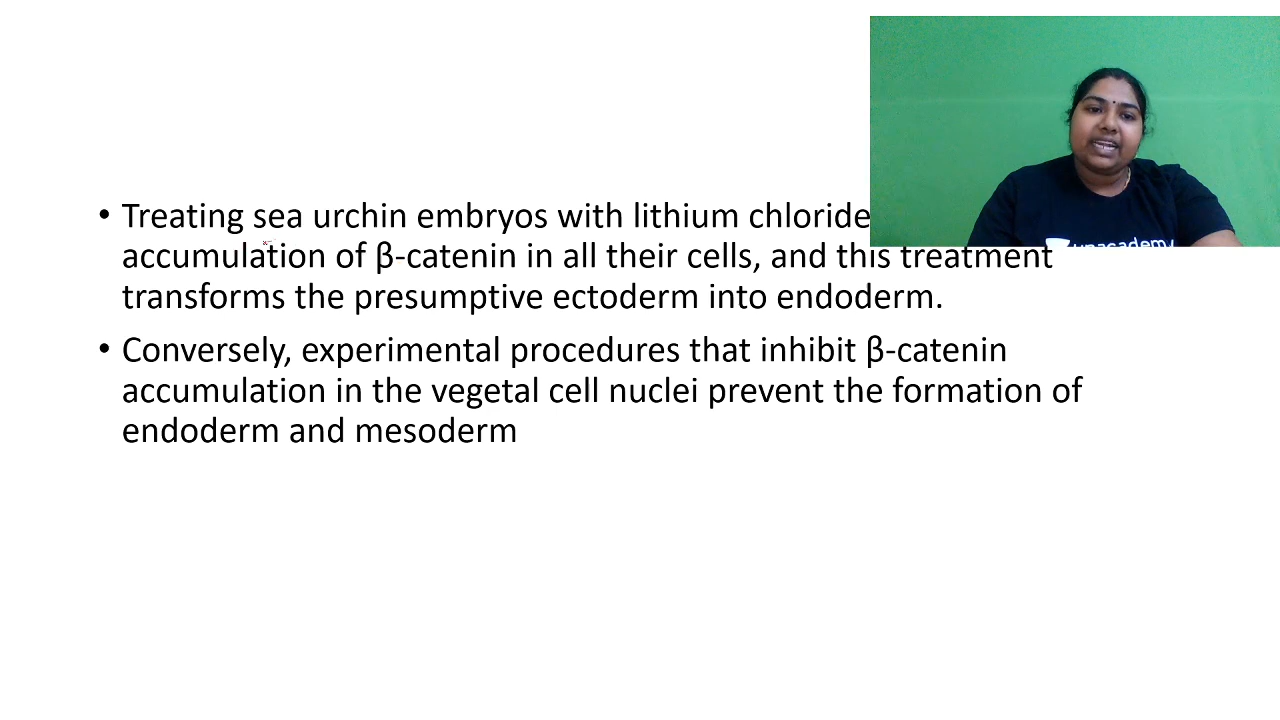 • Treating sea urchin embryos with lithium chloride
accumulation of β-catenin in all their cells, and this treatment
transforms the presumptive ectoderm into endoderm.
• Conversely, experimental procedures that inhibit β-catenin
accumulation in the vegetal cell nuclei prevent the formation of
endoderm and mesoderm
unacademy